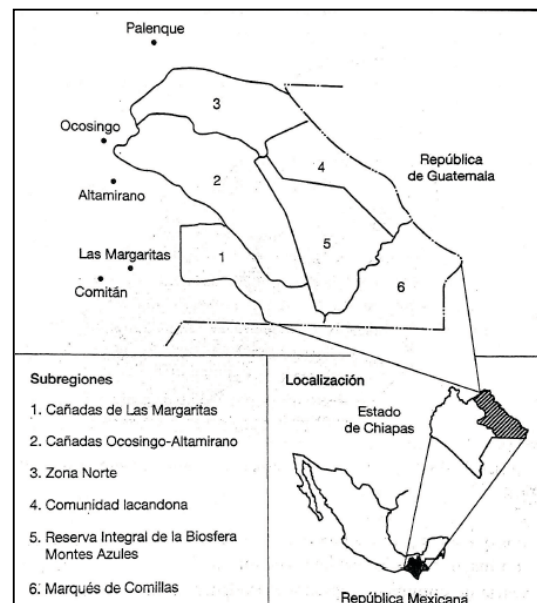 Palenque
3
Ocosingo
República
de Guatemala
4
2
Altamirano
5
Las Margaritas
1
6
Comitán
Subregiones
1. Cañadas de Las Margaritas
2. Cañadas Ocosingo-Altamirano
3. Zona Norte
4. Comunidad lacandona
5. Reserva Integral de la Biosfera
Montes Azules
6. Marqués de Comillas
Localización
Estado
de Chiapas
República Mexicana